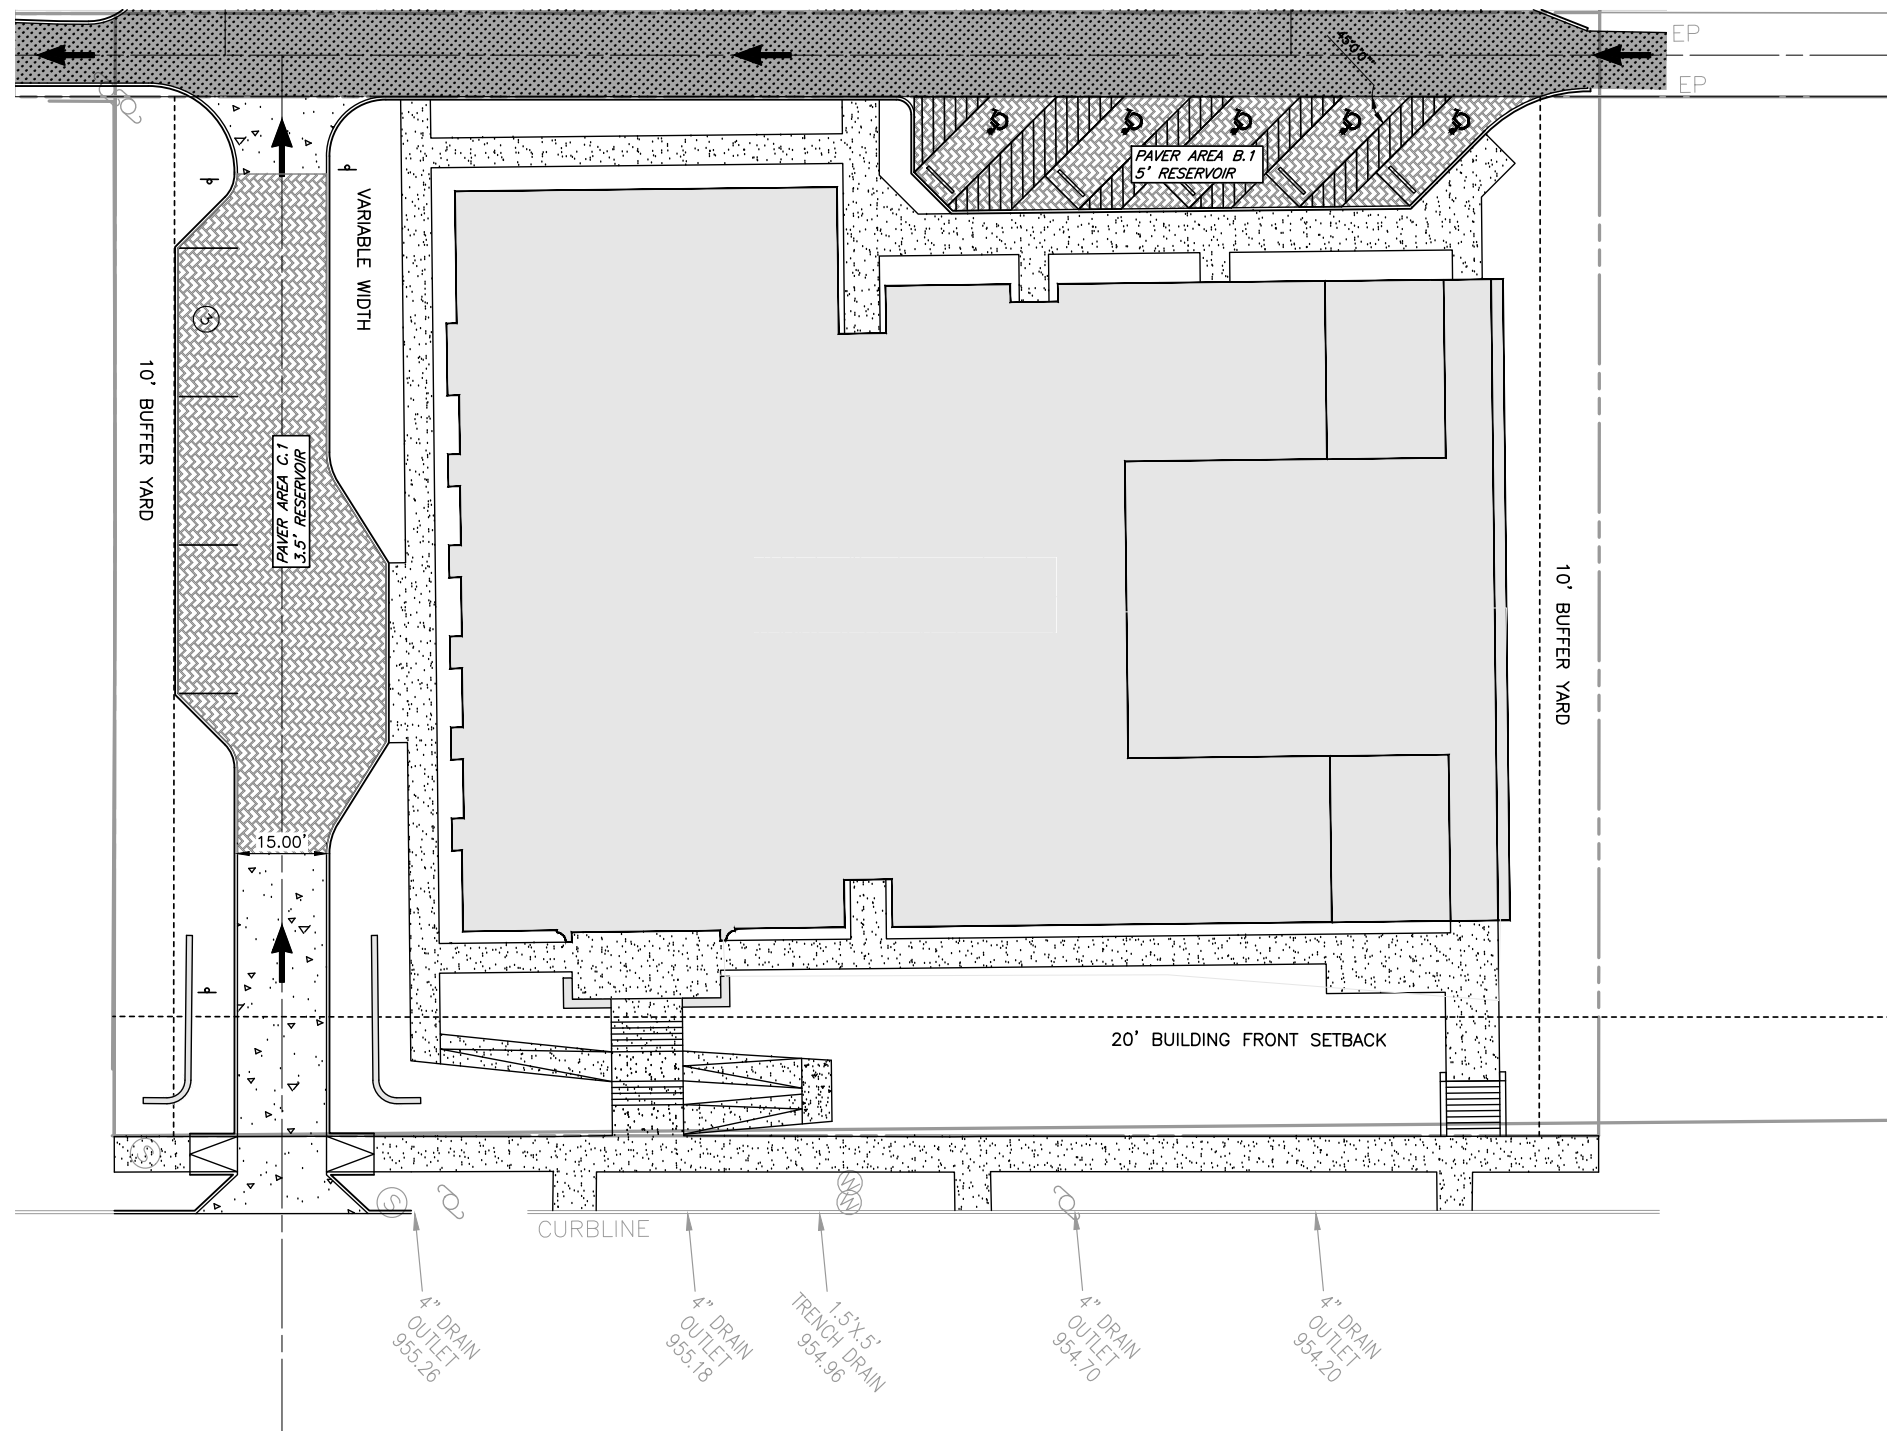 EP
EP
45'0'0"
PAVER AREA B.1
5' RESERVOIR
VARIABLE WIDTH
3
10' BUFFER YARD
PAVER AREA C.1
3.5' RESERVOIR
10' BUFFER YARD
15.00'
20' BUILDING FRONT SETBACK
S
S
W
W
CURBLINE
4" DRAIN
OUTLET
955.26
4" DRAIN
OUTLET
955.18
1.5'X.5'
TRENCH DRAIN
954.96
4" DRAIN
OUTLET
954.70
4" DRAIN
OUTLET
954.20